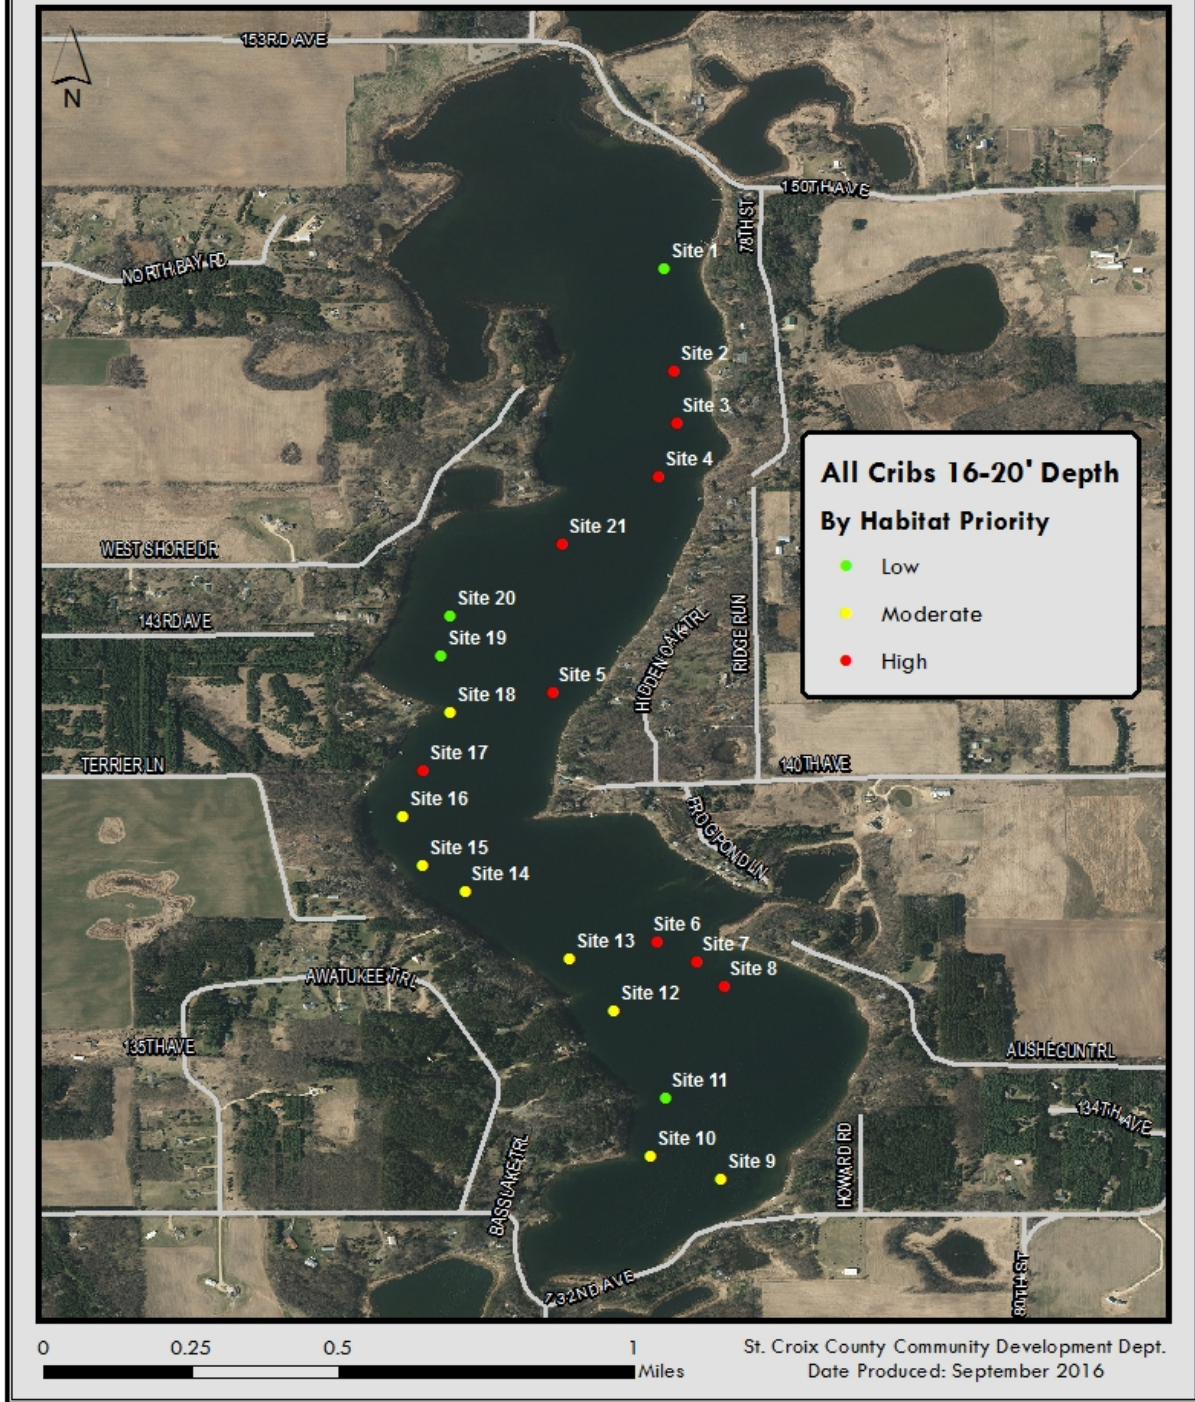 153RD AVE
N
150TH AVE
78TH ST
Site 1
NORTH BAY RD
Site 2
Site 3
Site 4
All Cribs 16-20' Depth
By Habitat Priority
Low
Moderate
High
Site 21
WEST SHORE DR
Site 20
143RD AVE
Site 19
HIDDEN OAK TRL
RIDGE RUN
Site 5
Site 18
Site 17
TERRIER LN
140TH AVE
Site 16
FROG POND LN
Site 15
Site 14
Site 6
Site 13
Site 7
Site 8
AWATUKEE TRL
Site 12
135TH AVE
AUSHEGUN TRL
Site 11
134TH AVE
Site 10
HOWARD RD
Site 9
BASS LAKE TRL
132ND AVE
80TH ST
0 0.25 0.5 1
Miles
St. Croix County Community Development Dept.
Date Produced: September 2016